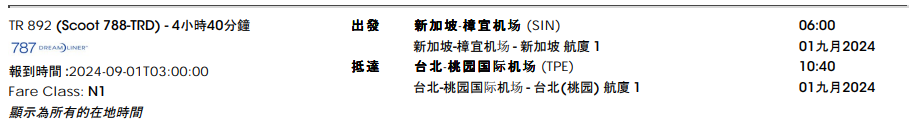 TR 892 (Scoot 788-TRD) - 4小時40分鐘
787 DREAMLINER
報到時間 :2024-09-01T03:00:00
Fare Class: N1
顯示為所有的在地時間
出發 新加坡-樟宜机场 (SIN) 06:00
新加坡-樟宜机场 - 新加坡 航廈 1 01九月2024
抵達 台北-桃园国际机场 (TPE) 10:40
台北-桃园国际机场 - 台北(桃园) 航廈 1 01九月2024